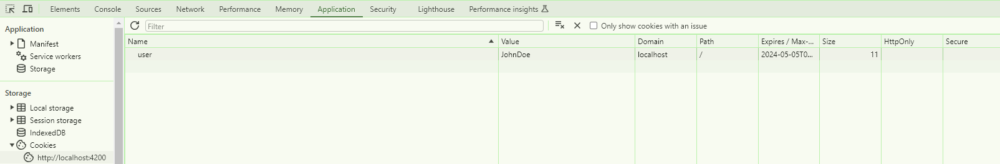 Elements Console Sources Network Performance Memory Application Security Lighthouse Performance insights
Application
Manifest
Service workers
Storage
Storage
Local storage
Session storage
IndexedDB
Cookies
http://localhost:4200
Filter
Only show cookies with an issue
Name Value Domain Path Expires / Max-... Size HttpOnly Secure
user JohnDoe localhost / 2024-05-05T0... 11